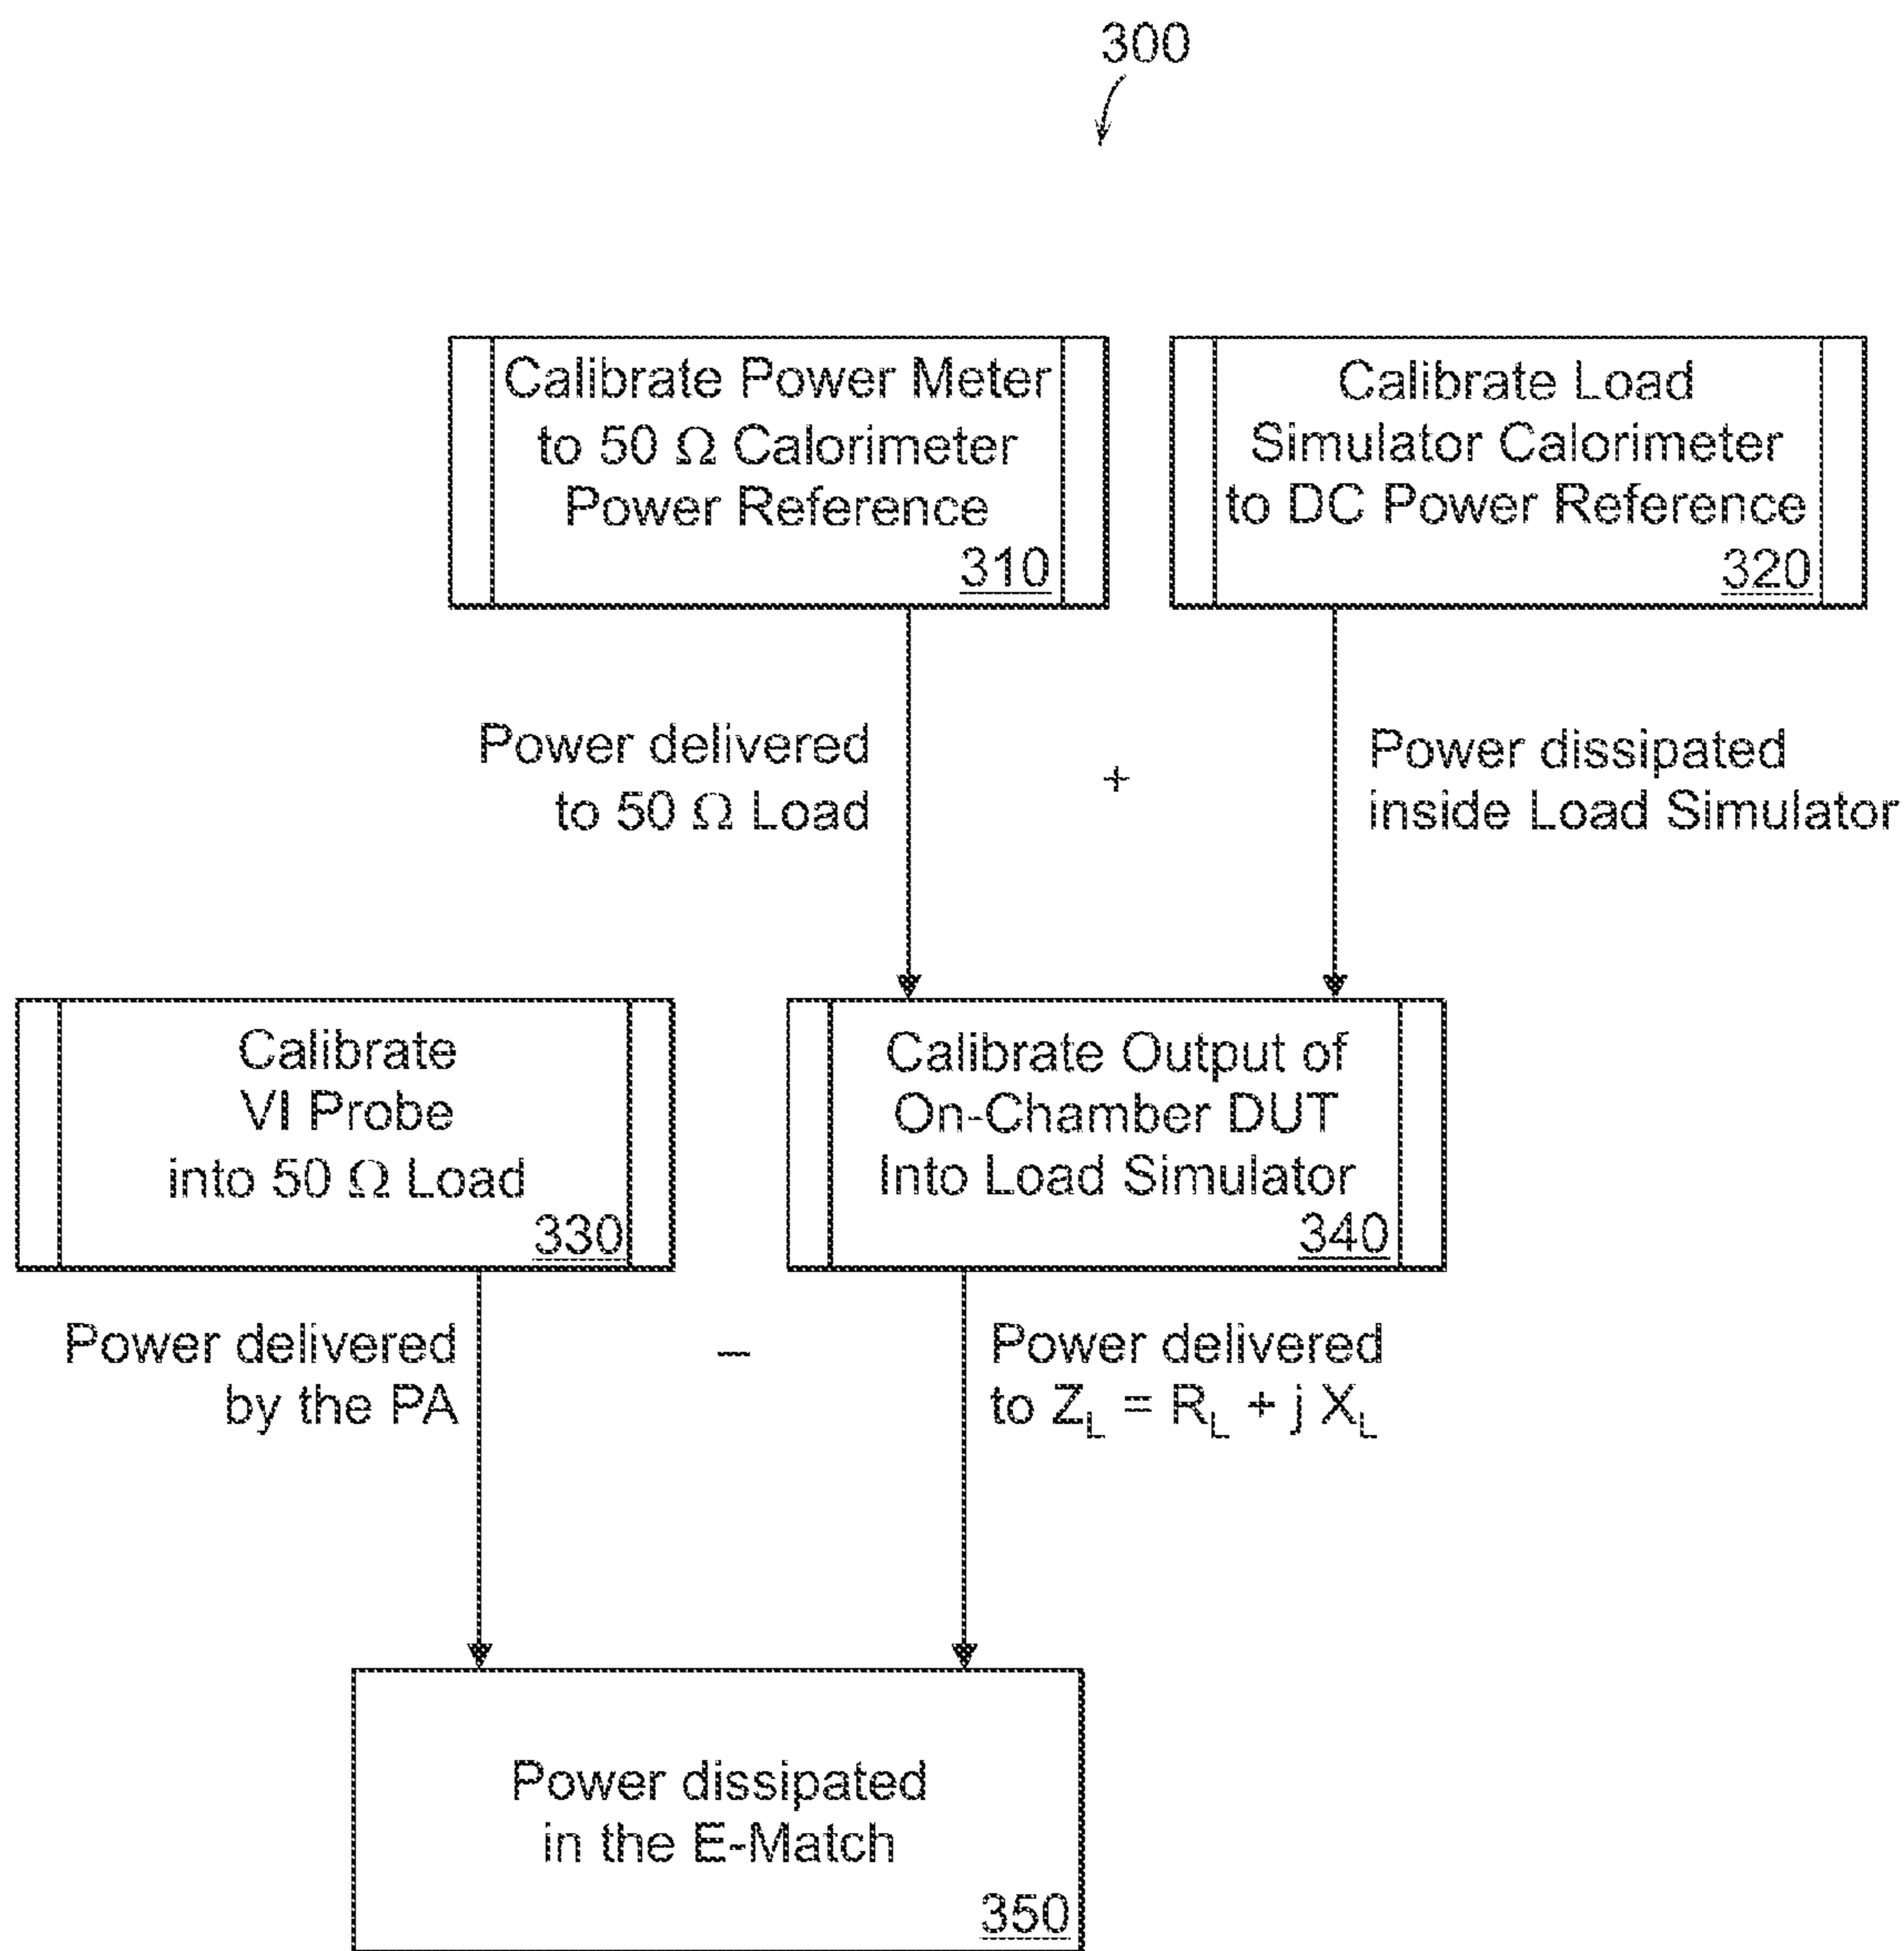 300
Calibrate Power Meter
to 50 Ω Calorimeter
Power Reference
310
Calibrate Load
Simulator Calorimeter
to DC Power Reference
320
Power delivered
to 50 Ω Load
+
Power dissipated
inside Load Simulator
Calibrate
VI Probe
into 50 Ω Load
330
Calibrate Output of
On-Chamber DUT
Into Load Simulator
340
Power delivered
by the PA
–
Power delivered
to Z_L = R_L + j X_L
Power dissipated
in the E-Match
350